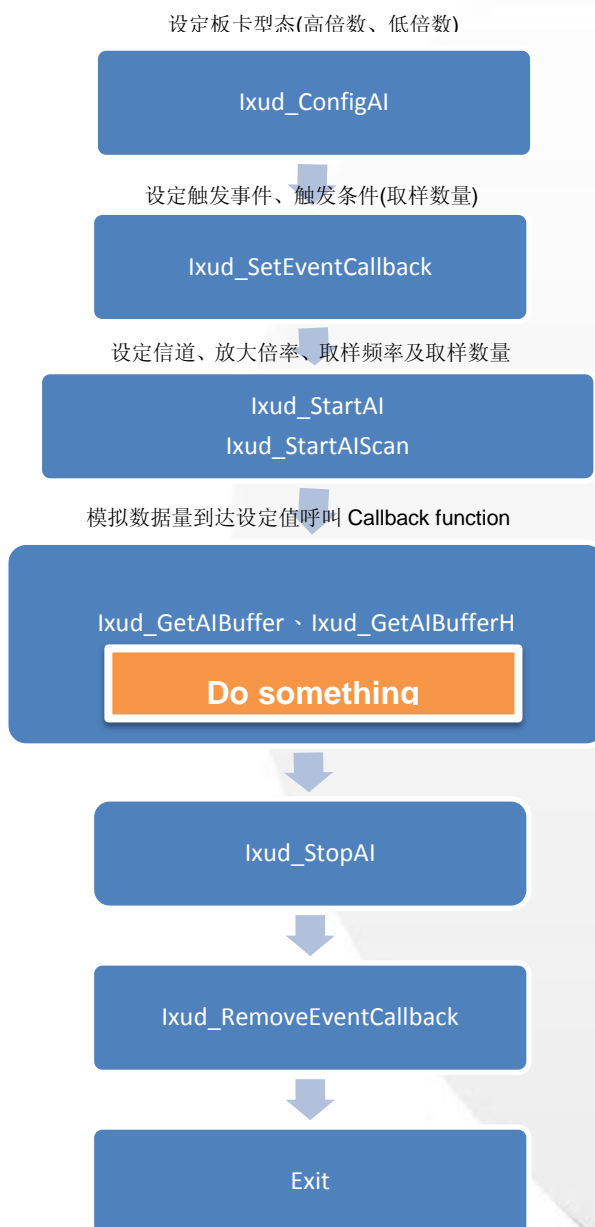 设定板卡型态(高倍数、低倍数)
Ixud_ConfigAI
设定触发事件、触发条件(取样数量)
Ixud_SetEventCallback
设定信道、放大倍率、取样频率及取样数量
Ixud_StartAI
Ixud_StartAIScan
模拟数据量到达设定值呼叫 Callback function
Ixud_GetAIBuffer、Ixud_GetAIBufferH
Do something
Ixud_StopAI
Ixud_RemoveEventCallback
Exit